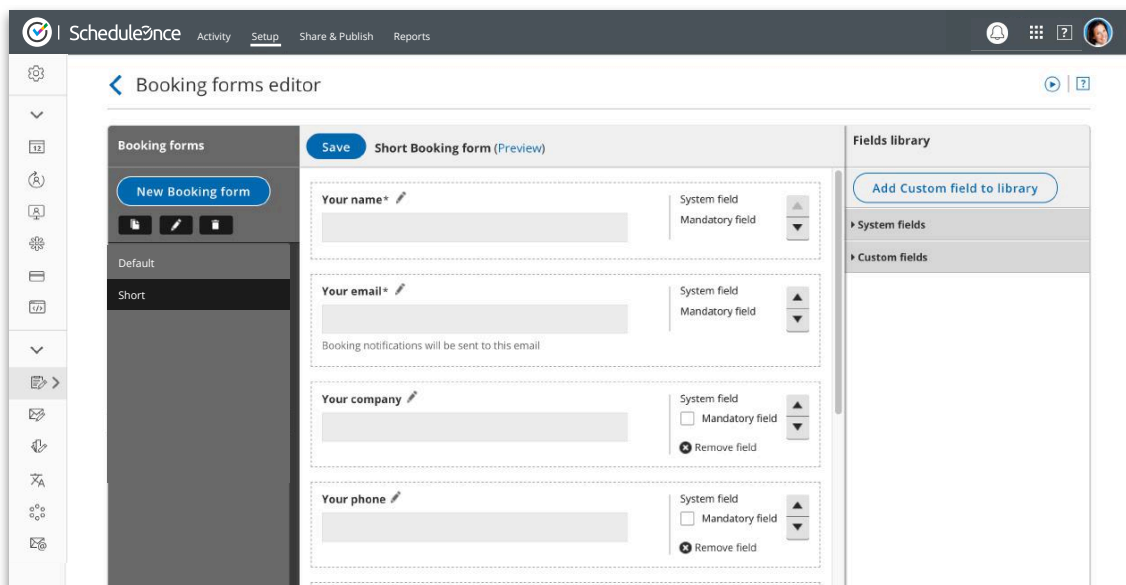 ScheduleOnce Activity Setup Share & Publish Reports ?
Booking forms editor ?
12
Booking forms
New Booking form
Default
Short
Save Short Booking form (Preview)
Your name* System field
Mandatory field
Your email* System field
Mandatory field
Booking notifications will be sent to this email
Your company System field
Mandatory field
Remove field
Your phone System field
Mandatory field
Remove field
Fields library
Add Custom field to library
System fields
Custom fields